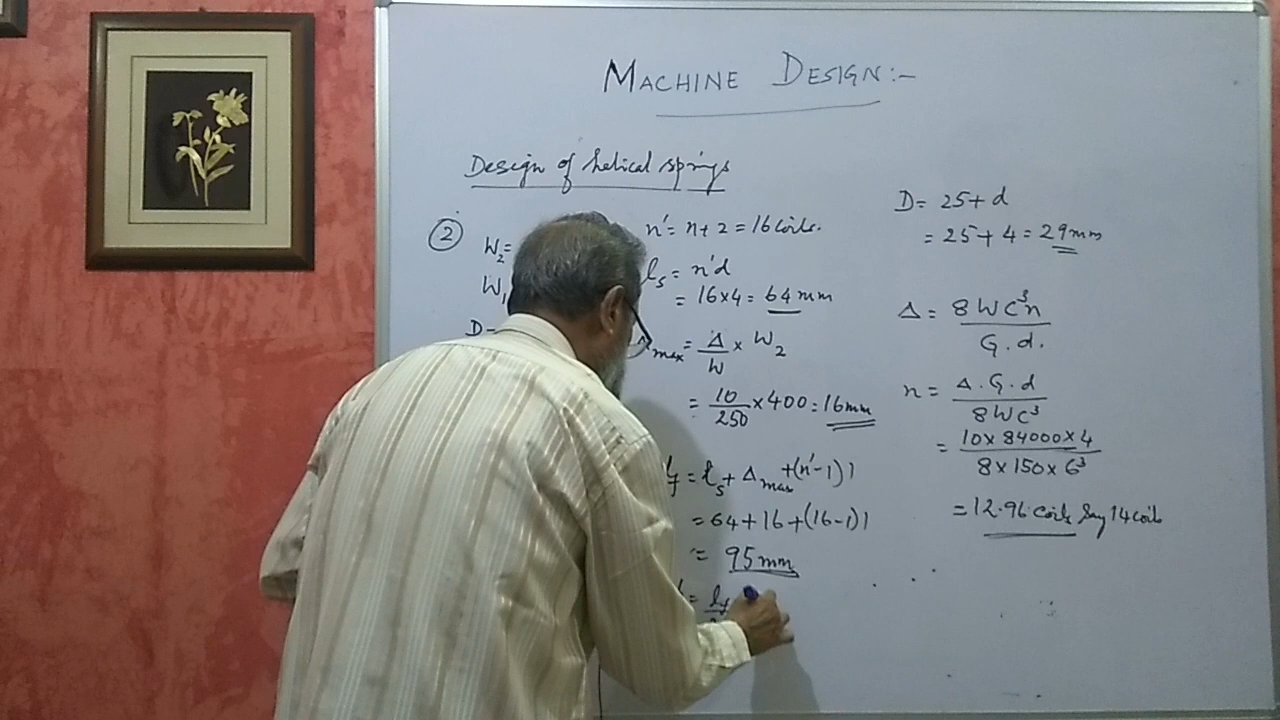 MACHINE DESIGN:-
Design of helical springs
2
W₂=
W₁
D=
n' = n+2 = 16 coils.
lₛ = n'd
= 16×4 = 64 mm
max = Δ/W × W₂
= 10/250 × 400 = 16mm
f = lₛ + Δmax + (n'-1)1
= 64+16+(16-1)1
= 95mm
=
D = 25+d
= 25+4 = 29mm
Δ = 8WC³n / G.d.
n = Δ.G.d / 8WC³
= 10×84000×4 / 8×150×6³
= 12.96 coils Say 14 coils